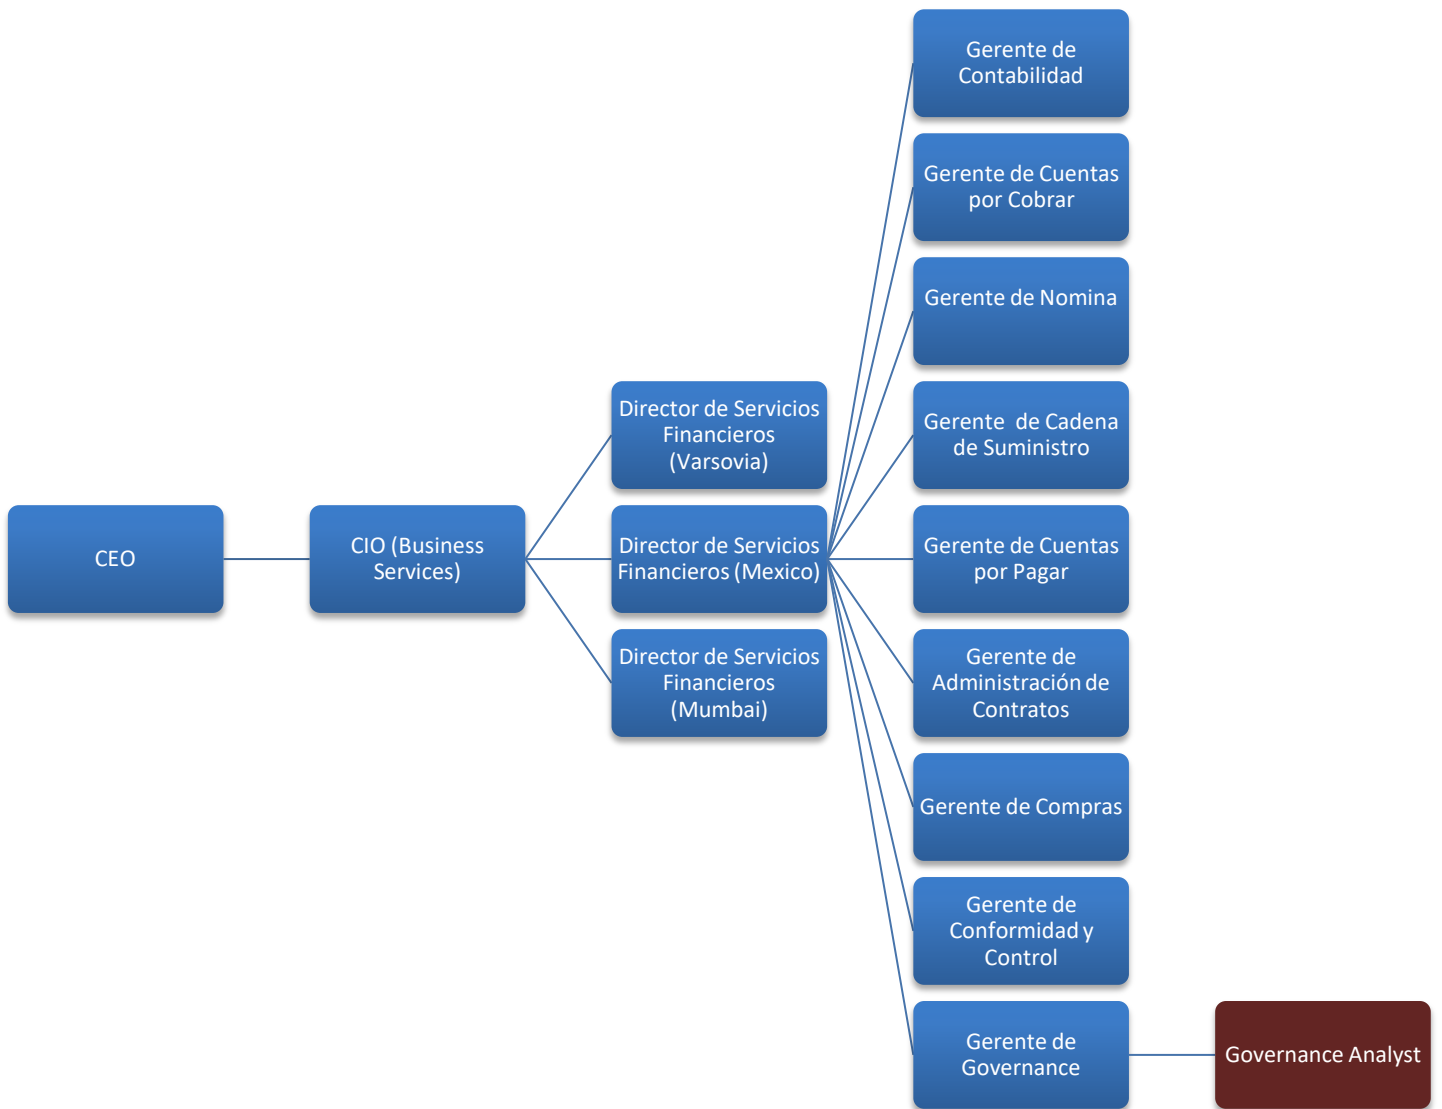 CEO
CIO (Business
Services)
Director de Servicios
Financieros
(Varsovia)
Director de Servicios
Financieros (Mexico)
Director de Servicios
Financieros
(Mumbai)
Gerente de
Contabilidad
Gerente de Cuentas
por Cobrar
Gerente de Nomina
Gerente de Cadena
de Suministro
Gerente de Cuentas
por Pagar
Gerente de
Administración de
Contratos
Gerente de Compras
Gerente de
Conformidad y
Control
Gerente de
Governance
Governance Analyst